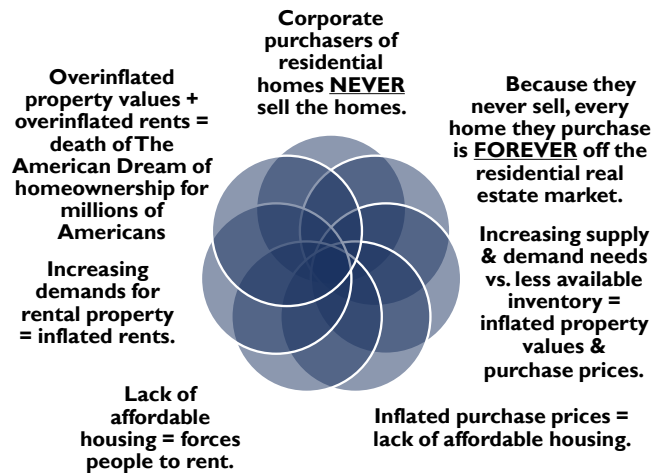 Corporate
purchasers of
residential
homes NEVER
sell the homes.
Because they
never sell, every
home they purchase
is FOREVER off the
residential real
estate market.
Increasing supply
& demand needs
vs. less available
inventory =
inflated property
values &
purchase prices.
Inflated purchase prices =
lack of affordable housing.
Lack of
affordable
housing = forces
people to rent.
Increasing
demands for
rental property
= inflated rents.
Overinflated
property values +
overinflated rents =
death of The
American Dream of
homeownership for
millions of
Americans